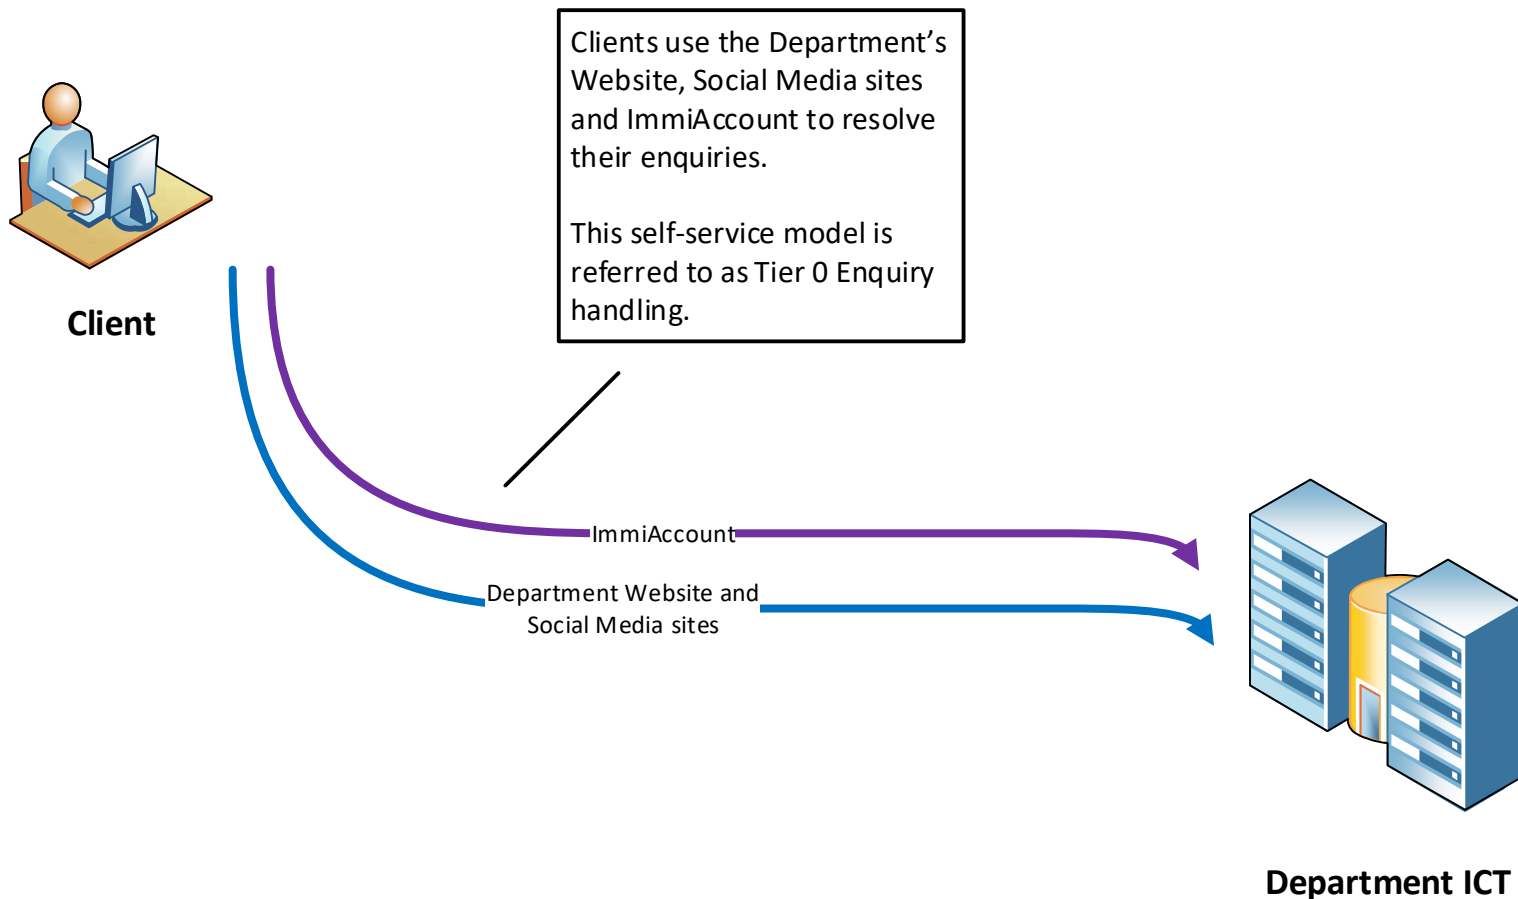 Clients use the Department’s
Website, Social Media sites
and ImmiAccount to resolve
their enquiries.
This self-service model is
referred to as Tier 0 Enquiry
handling.
Client
ImmiAccount
Department Website and
Social Media sites
Department ICT